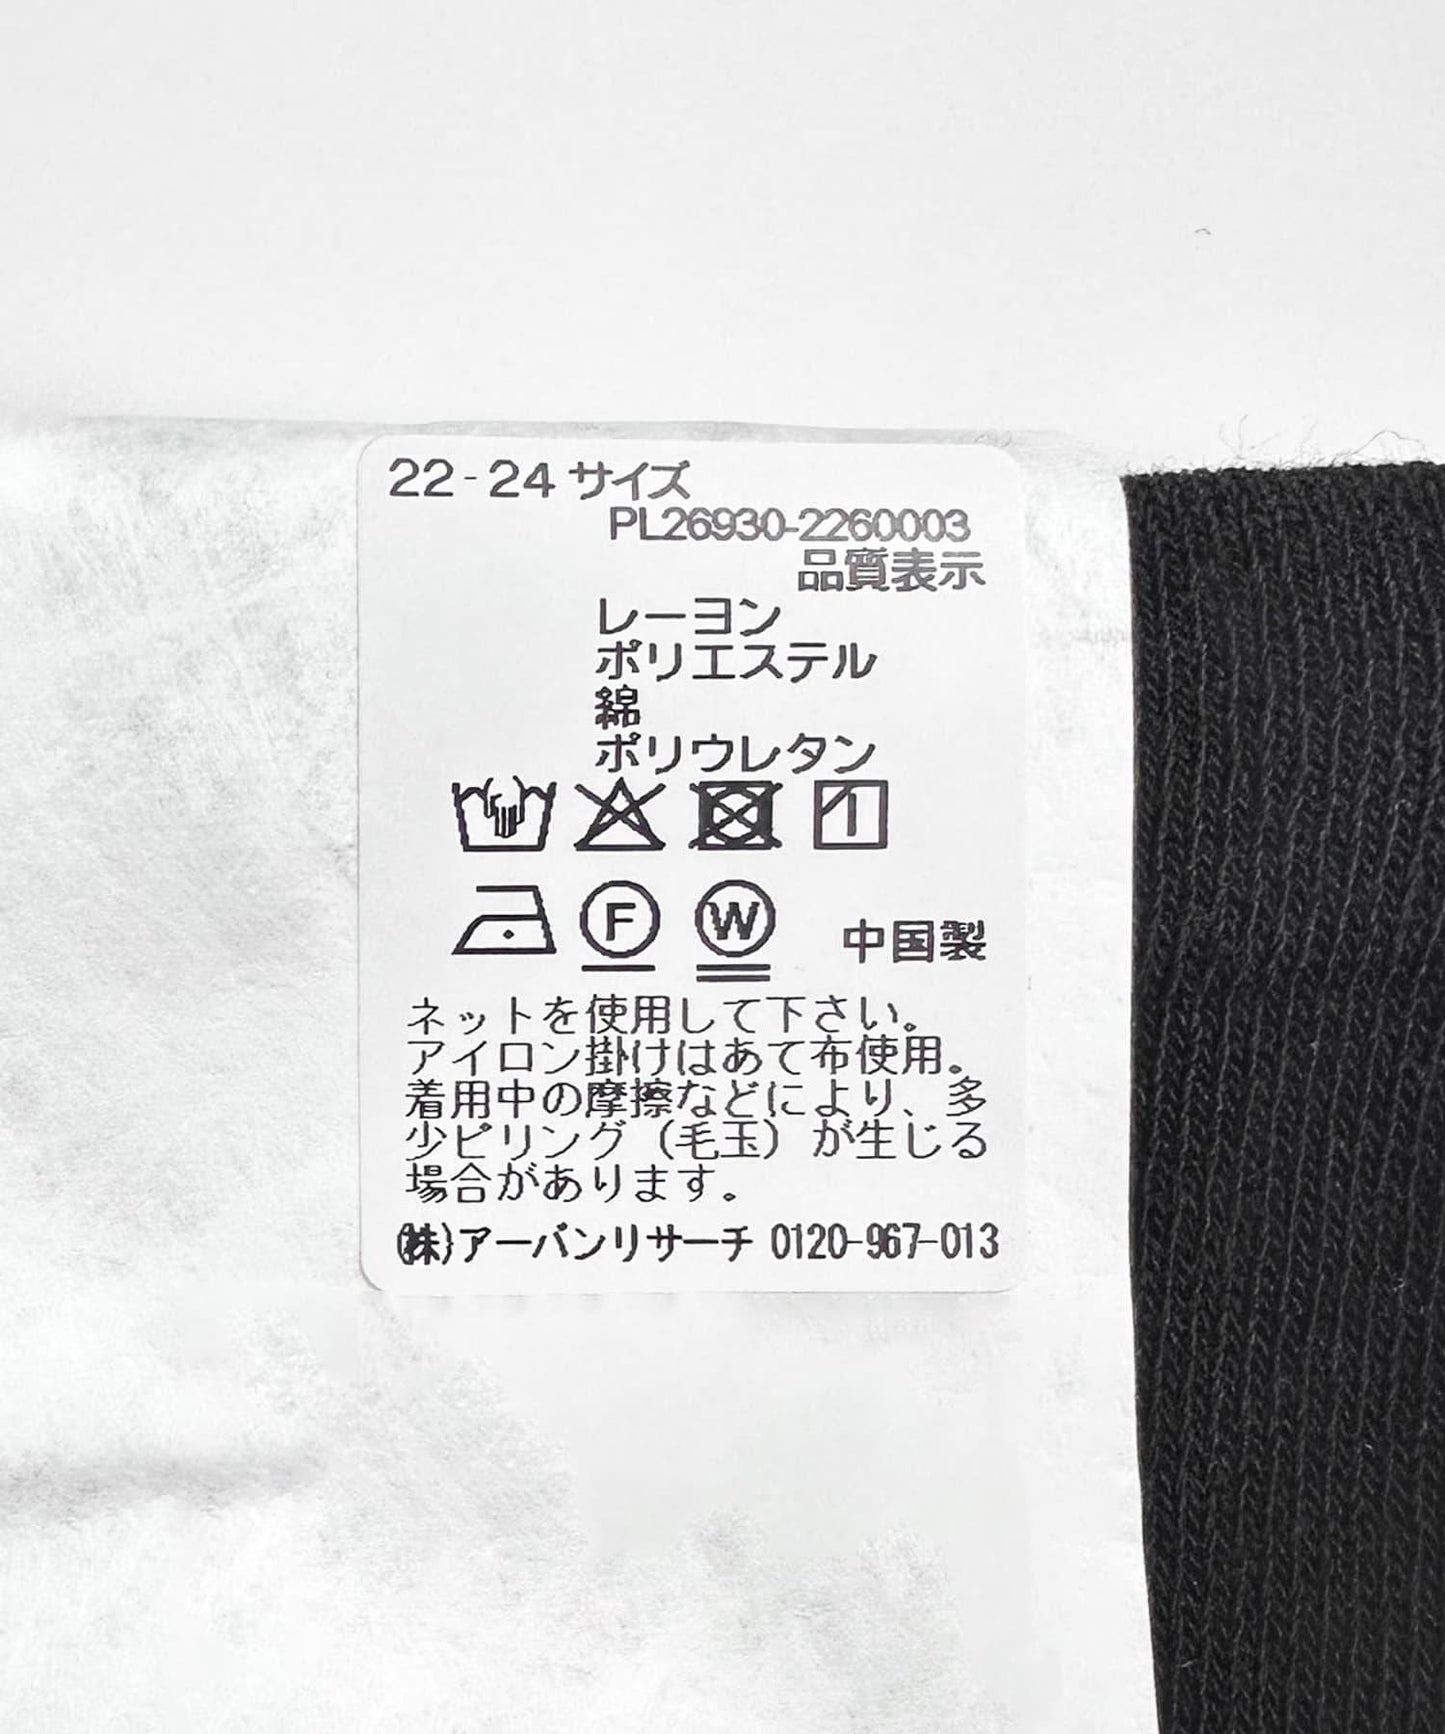 22-24 サイズ
PL26930-2260003
品質表示
レーヨン
ポリエステル
綿
ポリウレタン
F W 中国製
ネットを使用して下さい。
アイロン掛けはあて布使用。
着用中の摩擦などにより、多
少ピリング（毛玉）が生じる
場合があります。
(株)アーバンリサーチ 0120-967-013